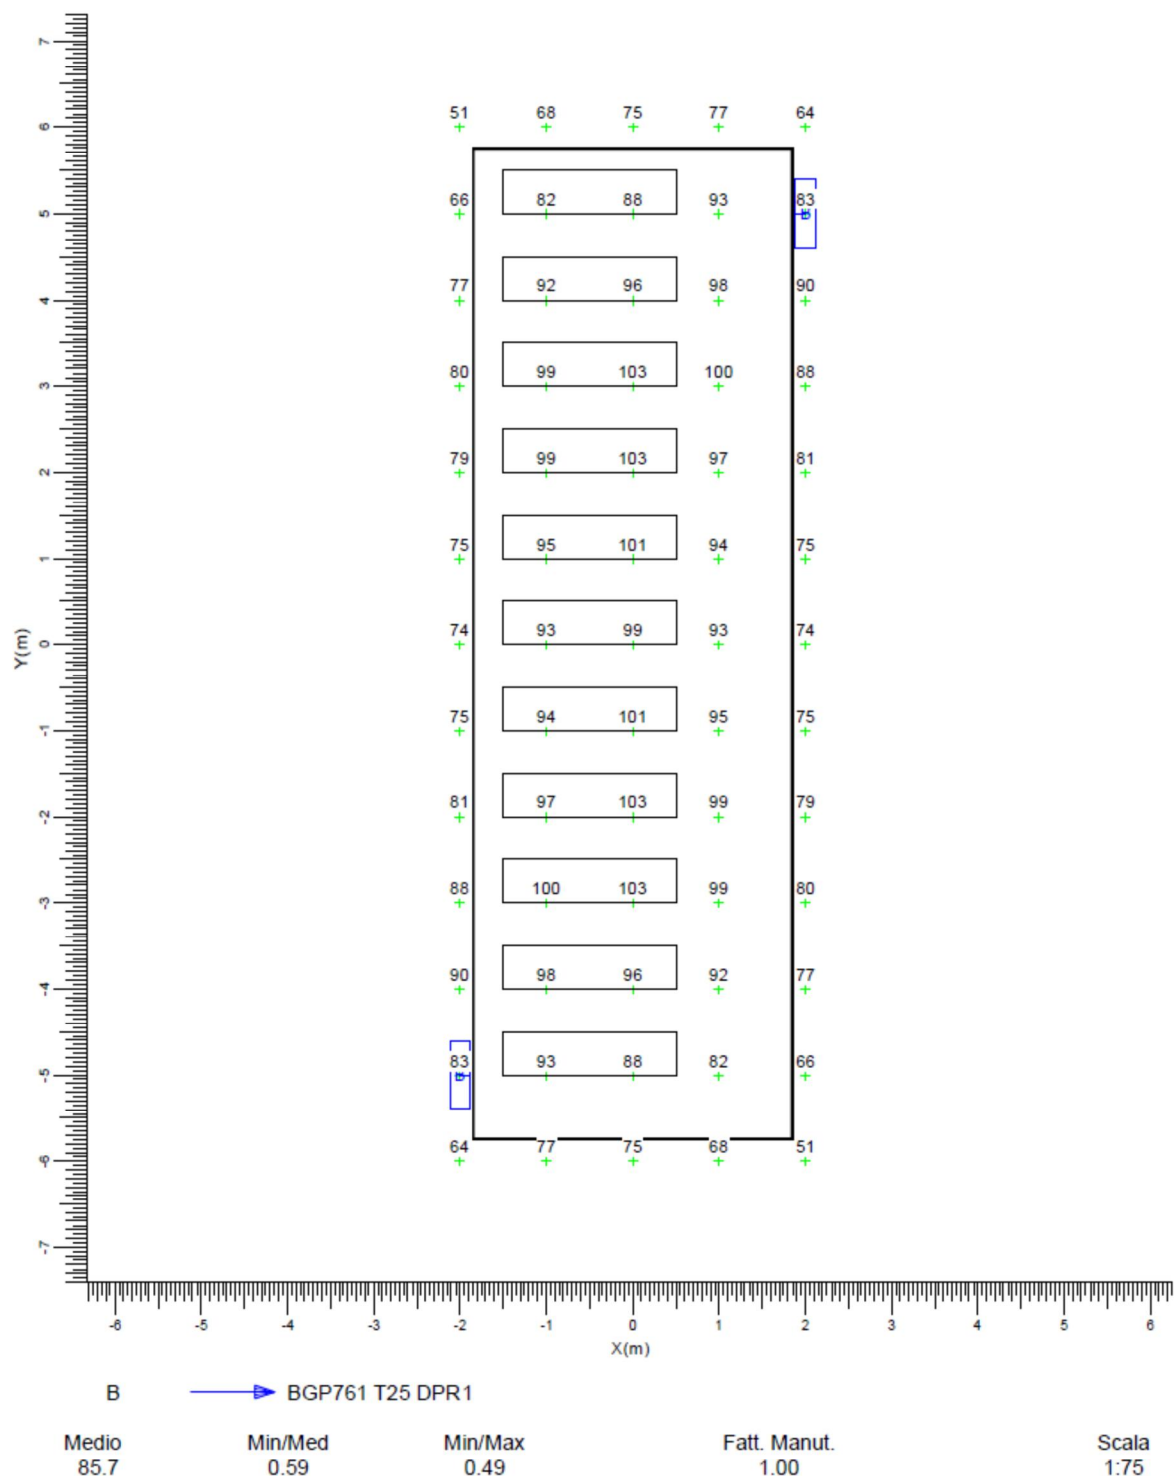 7
51 68 75 77 64
6
66 82 88 93 83
5
77 92 96 98 90
4
80 99 103 100 88
3
79 99 103 97 81
2
75 95 101 94 75
1
74 93 99 93 74
0
Y(m)
75 94 101 95 75
-1
81 97 103 99 79
-2
88 100 103 99 80
-3
90 98 96 92 77
-4
83 93 88 82 66
-5
64 77 75 68 51
-6
-7
-6 -5 -4 -3 -2 -1 0 1 2 3 4 5 6
X(m)
B BGP761 T25 DPR1
Medio Min/Med Min/Max Fatt. Manut. Scala
85.7 0.59 0.49 1.00 1:75